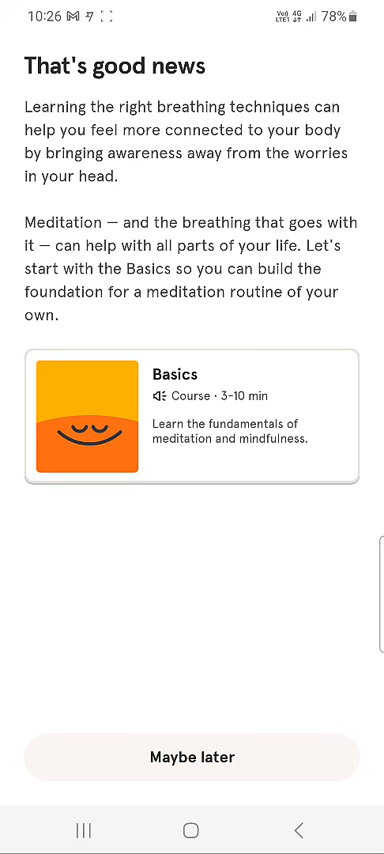 10:26
VoD 4G
LTE1
78%
That's good news
Learning the right breathing techniques can
help you feel more connected to your body
by bringing awareness away from the worries
in your head.
Meditation — and the breathing that goes with
it — can help with all parts of your life. Let's
start with the Basics so you can build the
foundation for a meditation routine of your
own.
Basics
Course · 3-10 min
Learn the fundamentals of
meditation and mindfulness.
Maybe later